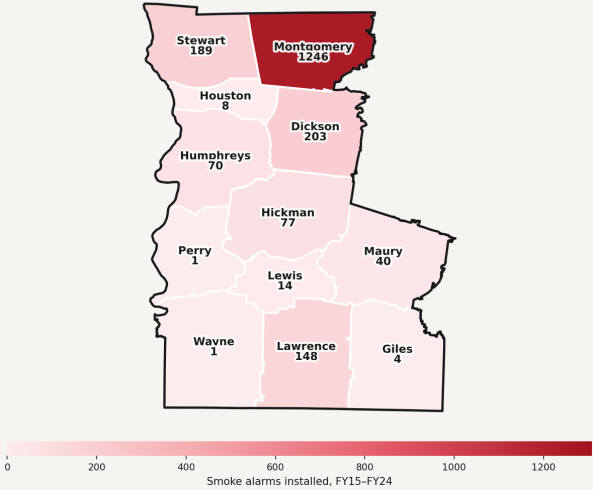 Stewart
189
Montgomery
1246
Houston
8
Dickson
203
Humphreys
70
Hickman
77
Perry
1
Maury
40
Lewis
14
Wayne
1
Lawrence
148
Giles
4
0 200 400 600 800 1000 1200
Smoke alarms installed, FY15–FY24